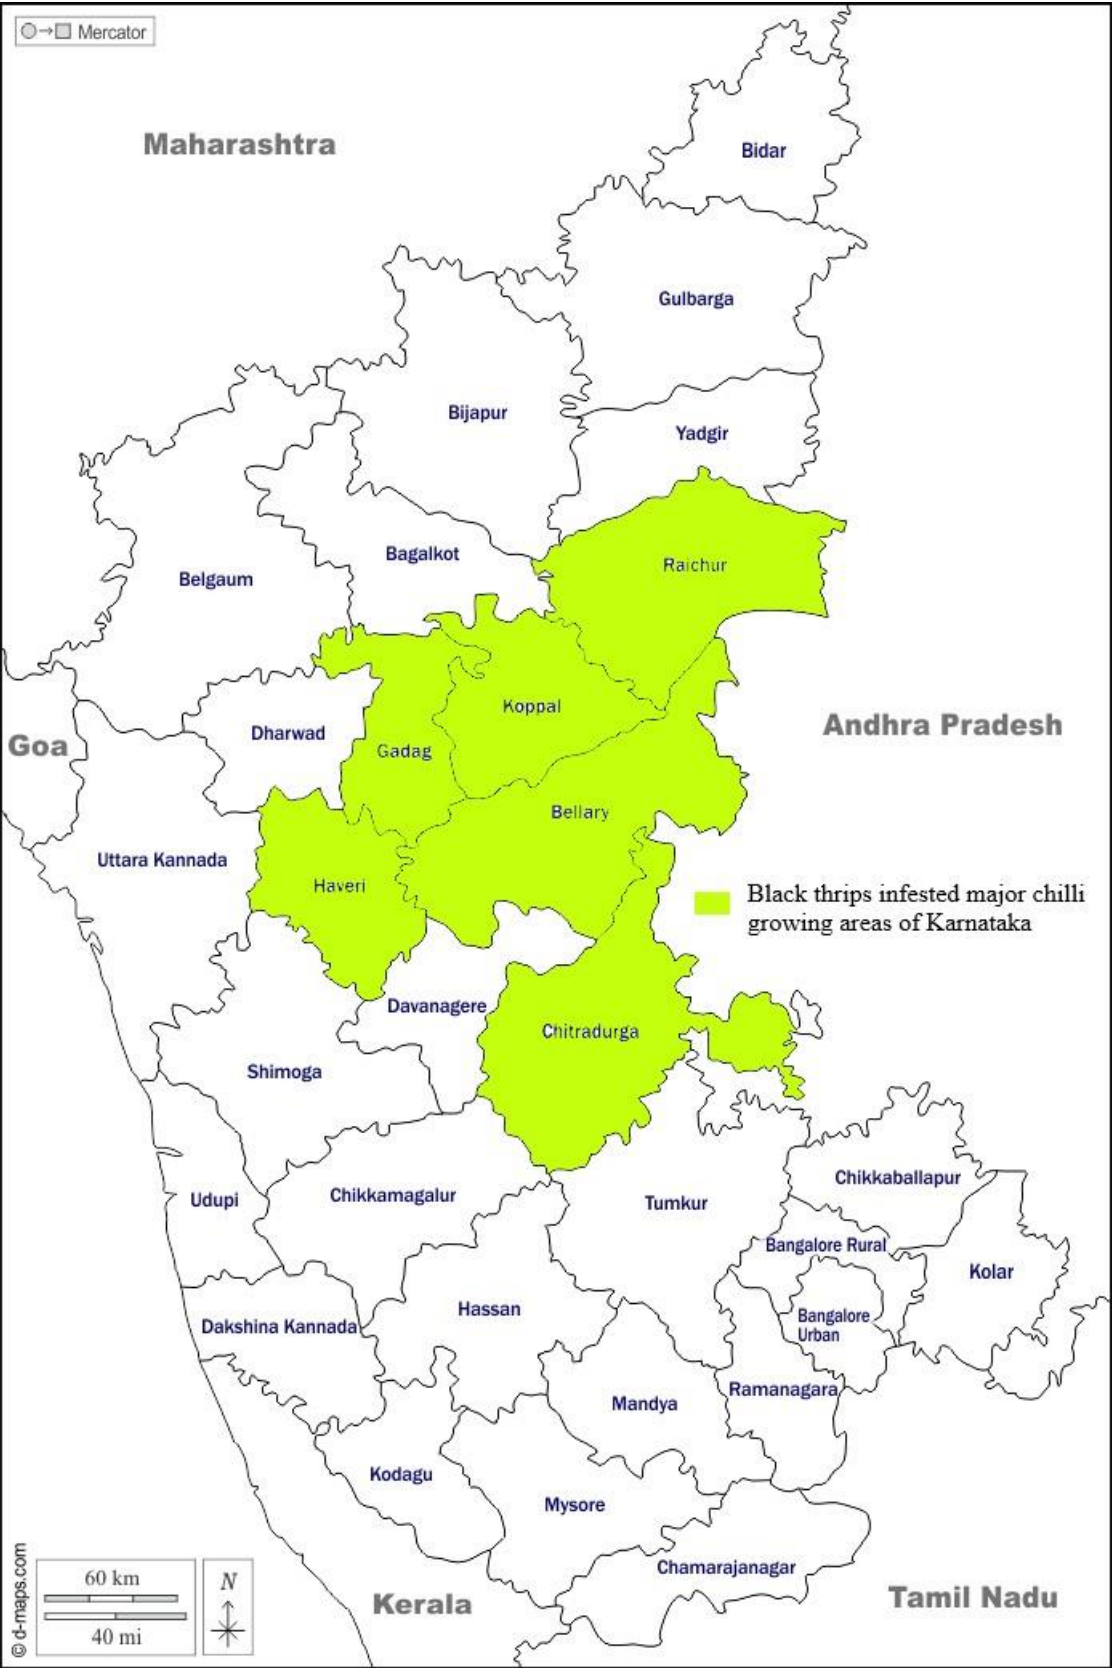 Mercator
Maharashtra
Bidar
Gulbarga
Bijapur
Yadgir
Raichur
Bagalkot
Belgaum
Koppal
Andhra Pradesh
Dharwad
Goa
Gadag
Bellary
Uttara Kannada
Haveri
Black thrips infested major chilli
growing areas of Karnataka
Davanagere
Chitradurga
Shimoga
Chikkaballapur
Udupi
Chikkamagalur
Tumkur
Bangalore Rural
Kolar
Hassan
Dakshina Kannada
Bangalore
Urban
Ramanagara
Mandya
Kodagu
Mysore
Chamarajanagar
Kerala
Tamil Nadu
© d-maps.com
60 km
40 mi
N